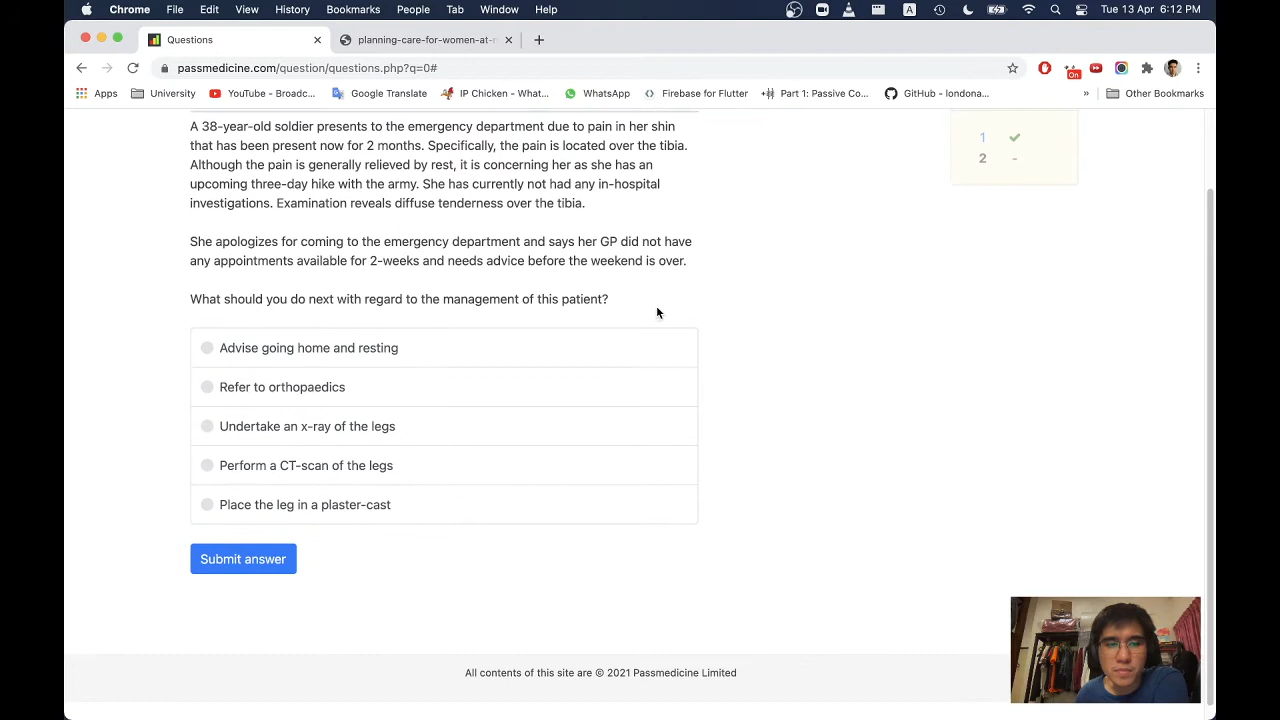 Chrome File Edit View History Bookmarks People Tab Window Help A Tue 13 Apr 6:12 PM
Questions planning-care-for-women-at-
passmedicine.com/question/questions.php?q=0#
On
Apps University YouTube - Broadc... Google Translate IP Chicken - What... WhatsApp Firebase for Flutter Part 1: Passive Co... GitHub - londona... » Other Bookmarks
A 38-year-old soldier presents to the emergency department due to pain in her shin
that has been present now for 2 months. Specifically, the pain is located over the tibia.
Although the pain is generally relieved by rest, it is concerning her as she has an
upcoming three-day hike with the army. She has currently not had any in-hospital
investigations. Examination reveals diffuse tenderness over the tibia.
She apologizes for coming to the emergency department and says her GP did not have
any appointments available for 2-weeks and needs advice before the weekend is over.
What should you do next with regard to the management of this patient?
Advise going home and resting
Refer to orthopaedics
Undertake an x-ray of the legs
Perform a CT-scan of the legs
Place the leg in a plaster-cast
Submit answer
1
2 -
All contents of this site are © 2021 Passmedicine Limited